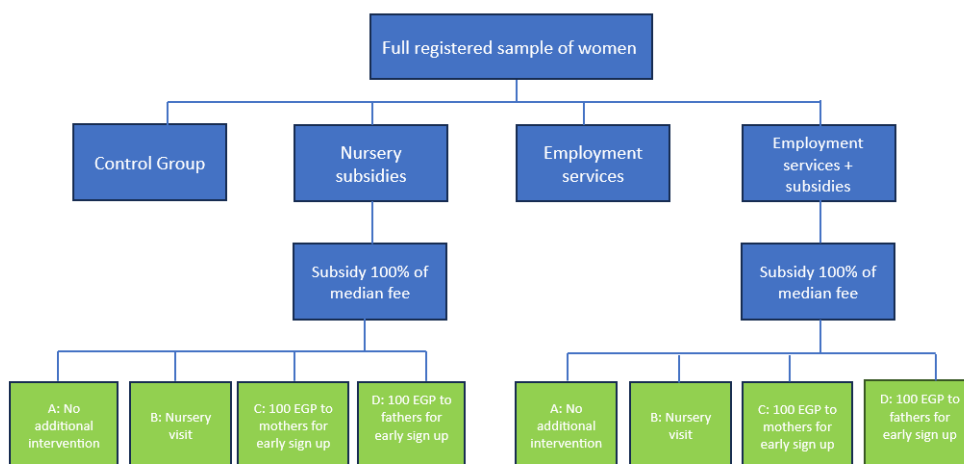 Full registered sample of women
Control Group
Nursery
subsidies
Employment
services
Employment
services +
subsidies
Subsidy 100% of
median fee
Subsidy 100% of
median fee
A: No
additional
intervention
B: Nursery
visit
C: 100 EGP to
mothers for
early sign up
D: 100 EGP to
fathers for
early sign up
A: No
additional
intervention
B: Nursery
visit
C: 100 EGP to
mothers for
early sign up
D: 100 EGP to
fathers for
early sign up